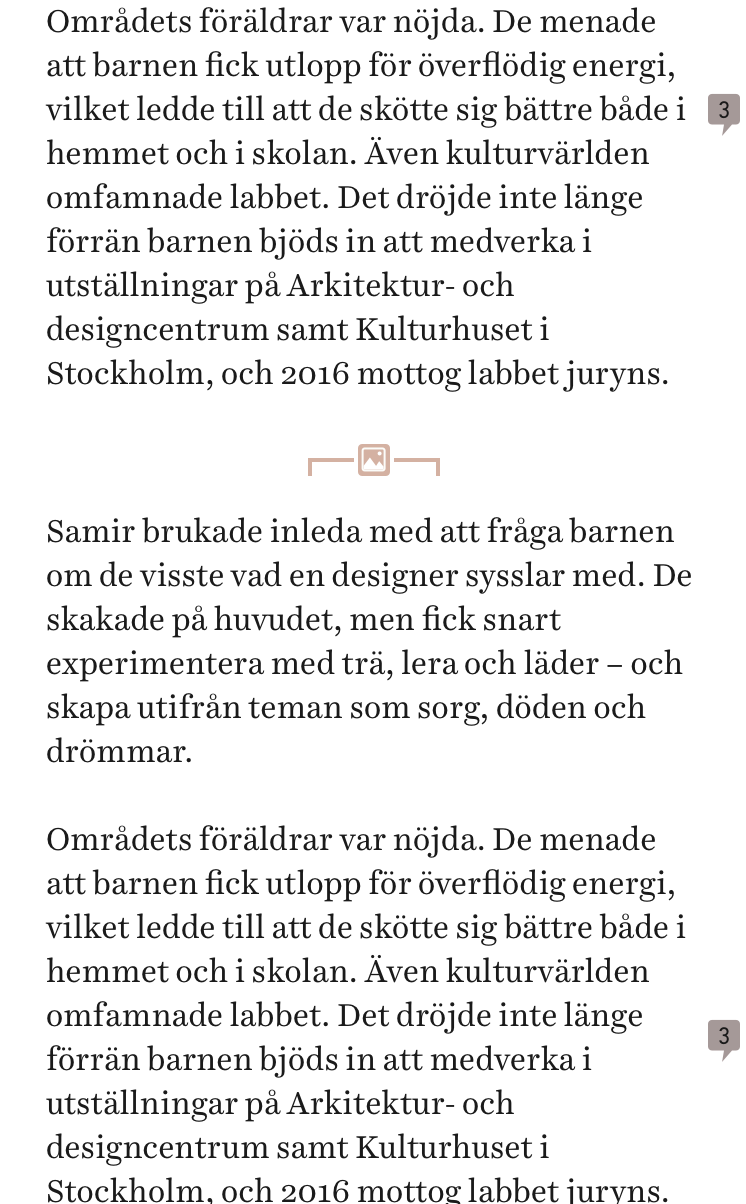 Områdets föräldrar var nöjda. De menade
att barnen fick utlopp för överflödig energi,
vilket ledde till att de skötte sig bättre både i
3
hemmet och i skolan. Även kulturvärlden
omfamnade labbet. Det dröjde inte länge
förrän barnen bjöds in att medverka i
utställningar på Arkitektur- och
designcentrum samt Kulturhuset i
Stockholm, och 2016 mottog labbet juryns.
Samir brukade inleda med att fråga barnen
om de visste vad en designer sysslar med. De
skakade på huvudet, men fick snart
experimentera med trä, lera och läder – och
skapa utifrån teman som sorg, döden och
drömmar.
Områdets föräldrar var nöjda. De menade
att barnen fick utlopp för överflödig energi,
vilket ledde till att de skötte sig bättre både i
hemmet och i skolan. Även kulturvärlden
omfamnade labbet. Det dröjde inte länge
3
förrän barnen bjöds in att medverka i
utställningar på Arkitektur- och
designcentrum samt Kulturhuset i
Stockholm, och 2016 mottog labbet juryns.